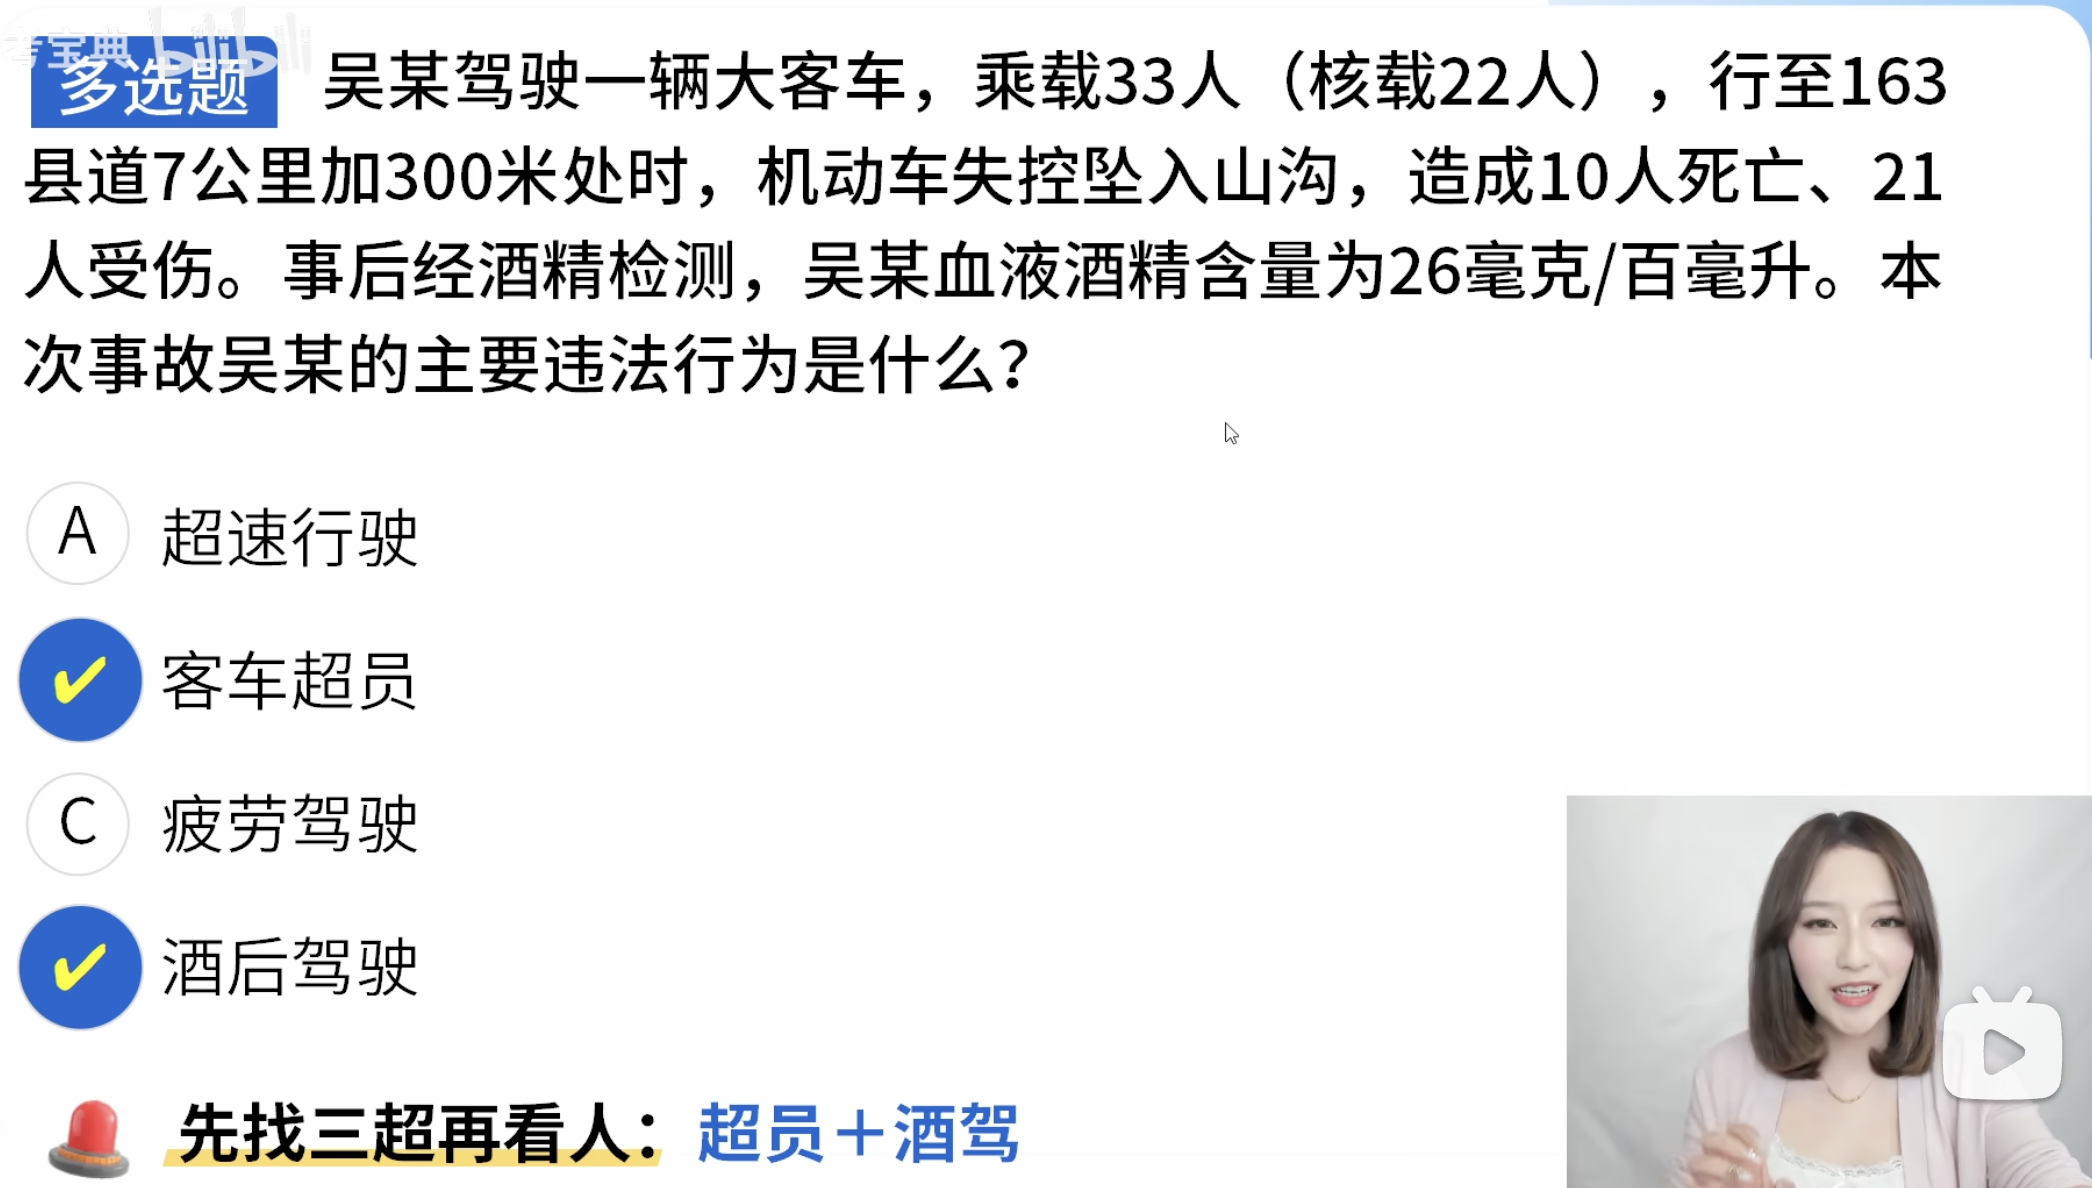 考宝典 bilibili
多选题 吴某驾驶一辆大客车，乘载33人（核载22人），行至163
县道7公里加300米处时，机动车失控坠入山沟，造成10人死亡、21
人受伤。事后经酒精检测，吴某血液酒精含量为26毫克/百毫升。本
次事故吴某的主要违法行为是什么？
A 超速行驶
客车超员
C 疲劳驾驶
酒后驾驶
先找三超再看人：超员＋酒驾